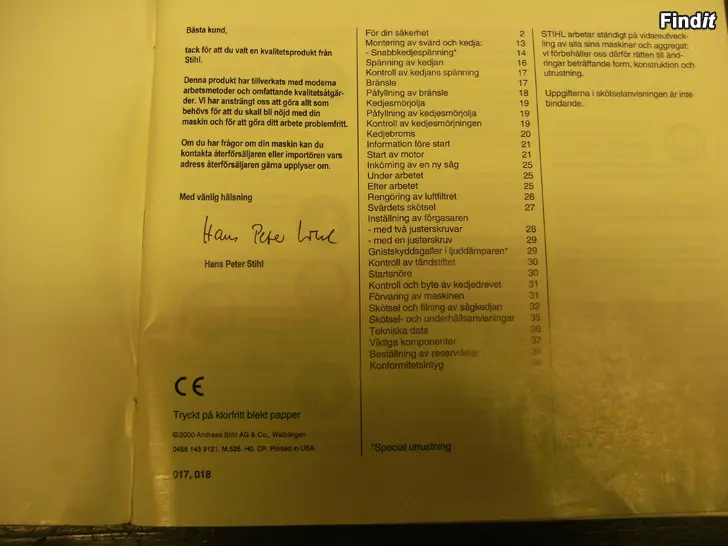 Findit
Bästa kund,
tack för att du valt en kvalitetsprodukt från
Stihl.
Denna produkt har tillverkats med moderna
arbetsmetoder och omfattande kvalitetsåtgär-
der. Vi har ansträngt oss att göra allt som
behövs för att du skall bli nöjd med din
maskin och för att göra ditt arbete problemfritt.
Om du har frågor om din maskin kan du
kontakta återförsäljaren eller importören vars
adress återförsäljaren gärna upplyser om.
Med vänlig hälsning
Hans Peter Stihl
Hans Peter Stihl
CE
Tryckt på klorfritt blekt papper
©2000 Andreas Stihl AG & Co., Waiblingen
0458 143 9121. M;525. H0, CP. Printed in USA
017, 018
För din säkerhet 2
Montering av svärd och kedja: 13
- Snabbkedjespänning* 14
Spänning av kedjan 16
Kontroll av kedjans spänning 17
Bränsle 17
Påfyllning av bränsle 18
Kedjesmörjolja 19
Påfyllning av kedjesmörjolja 19
Kontroll av kedjesmörjningen 19
Kedjebroms 20
Information före start 21
Start av motor 21
Inkörning av en ny såg 25
Under arbetet 25
Efter arbetet 25
Rengöring av luftfiltret 26
Svärdets skötsel 27
Inställning av förgasaren
- med två justerskruvar 28
- med en justerskruv 29
Gnistskyddsgaller i ljuddämparen* 29
Kontroll av tändstiftet 30
Startsnöre 30
Kontroll och byte av kedjedrevet 31
Förvaring av maskinen 31
Skötsel och filning av sågkedjan 32
Skötsel- och underhållsanvisningar 35
Tekniska data 36
Viktiga komponenter 37
Beställning av reservdelar
Konformitetsintyg
*Special utrustning
STIHL arbetar ständigt på vidareutveck-
ling av alla sina maskiner och aggregat;
vi förbehåller oss därför rätten till änd-
ringar beträffande form, konstruktion och
utrustning.
Uppgifterna i skötselanvisningen är inte
bindande.